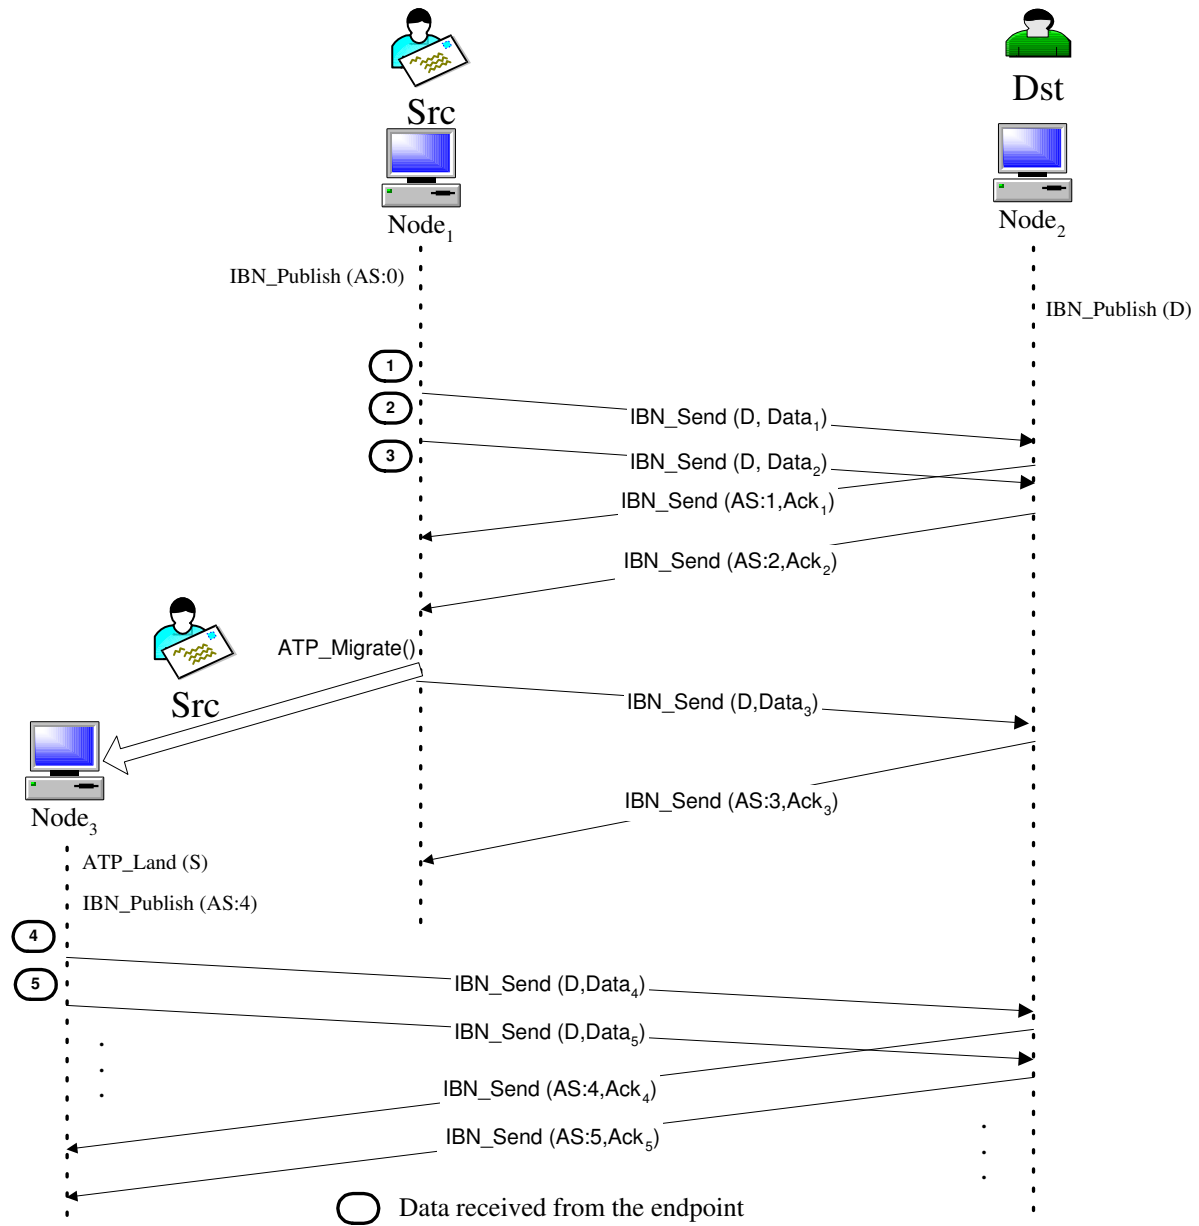 Src
Dst
Node1
Node2
IBN_Publish (AS:0)
IBN_Publish (D)
1
2
IBN_Send (D, Data1)
3
IBN_Send (D, Data2)
IBN_Send (AS:1,Ack1)
IBN_Send (AS:2,Ack2)
ATP_Migrate()
Src
IBN_Send (D,Data3)
IBN_Send (AS:3,Ack3)
Node3
ATP_Land (S)
IBN_Publish (AS:4)
4
5
IBN_Send (D,Data4)
IBN_Send (D,Data5)
IBN_Send (AS:4,Ack4)
IBN_Send (AS:5,Ack5)
Data received from the endpoint